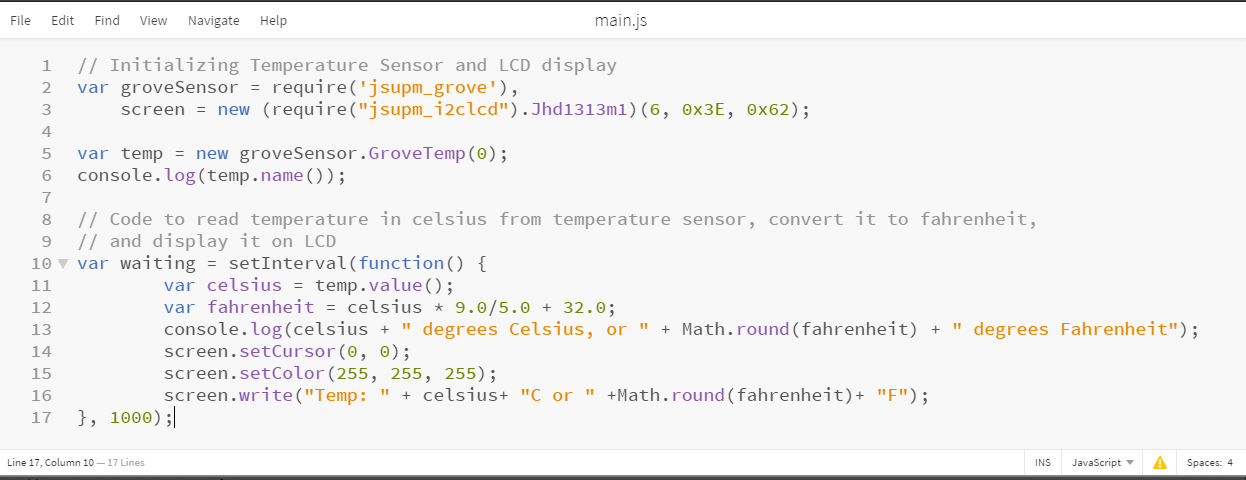 File Edit Find View Navigate Help main.js
1 // Initializing Temperature Sensor and LCD display
2 var groveSensor = require('jsupm_grove'),
3     screen = new (require("jsupm_i2clcd").Jhd1313m1)(6, 0x3E, 0x62);
4
5 var temp = new groveSensor.GroveTemp(0);
6 console.log(temp.name());
7
8 // Code to read temperature in celsius from temperature sensor, convert it to fahrenheit,
9 // and display it on LCD
10 var waiting = setInterval(function() {
11         var celsius = temp.value();
12         var fahrenheit = celsius * 9.0/5.0 + 32.0;
13         console.log(celsius + " degrees Celsius, or " + Math.round(fahrenheit) + " degrees Fahrenheit");
14         screen.setCursor(0, 0);
15         screen.setColor(255, 255, 255);
16         screen.write("Temp: " + celsius+ "C or " +Math.round(fahrenheit)+ "F");
17 }, 1000);
Line 17, Column 10 — 17 Lines INS JavaScript Spaces: 4